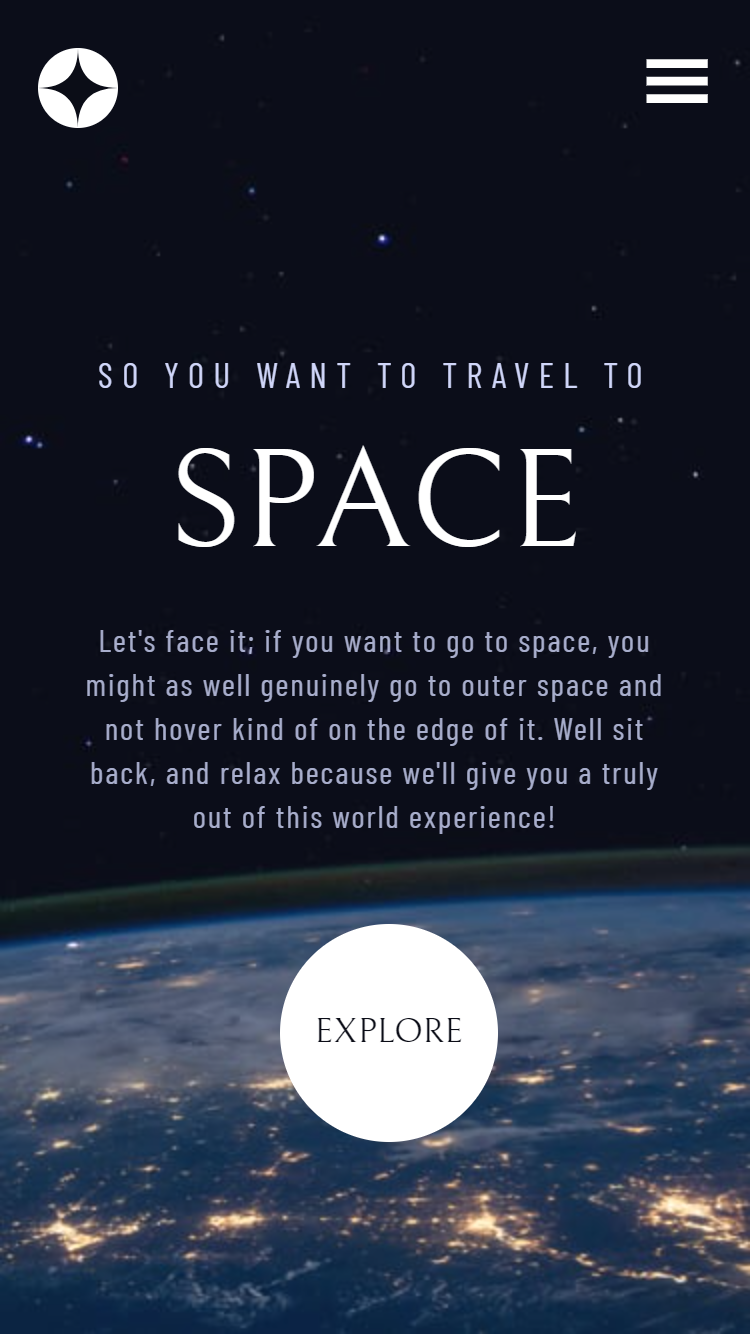 SO YOU WANT TO TRAVEL TO
SPACE
Let's face it; if you want to go to space, you
might as well genuinely go to outer space and
not hover kind of on the edge of it. Well sit
back, and relax because we'll give you a truly
out of this world experience!
EXPLORE